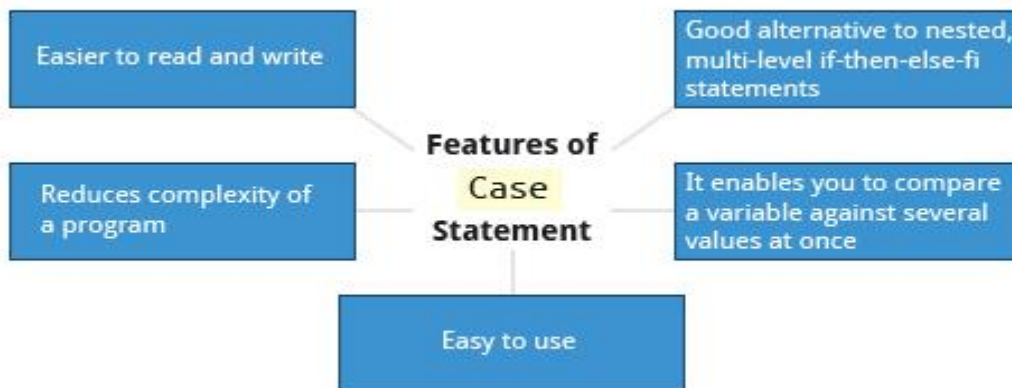 Easier to read and write
Good alternative to nested,
multi-level if-then-else-fi
statements
Features of
Case
Statement
Reduces complexity of
a program
It enables you to compare
a variable against several
values at once
Easy to use